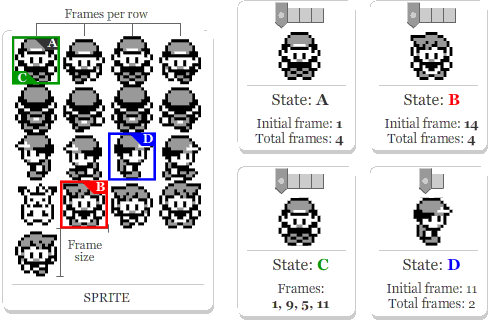 Frames per row
A
C
D
B
Frame
size
SPRITE
State: A
Initial frame: 1
Total frames: 4
State: B
Initial frame: 14
Total frames: 4
State: C
Frames:
1, 9, 5, 11
State: D
Initial frame: 11
Total frames: 2